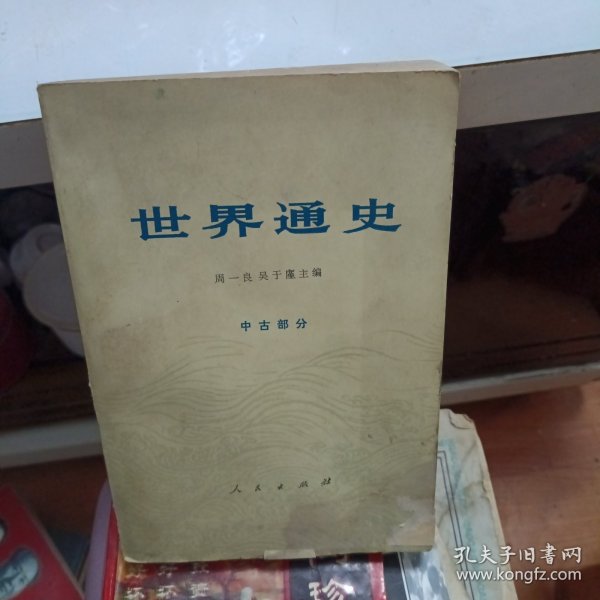 世界通史
周一良 吴于廑主编
中古部分
人民出版社
珍
孔夫子旧书网
www.kongfz.com